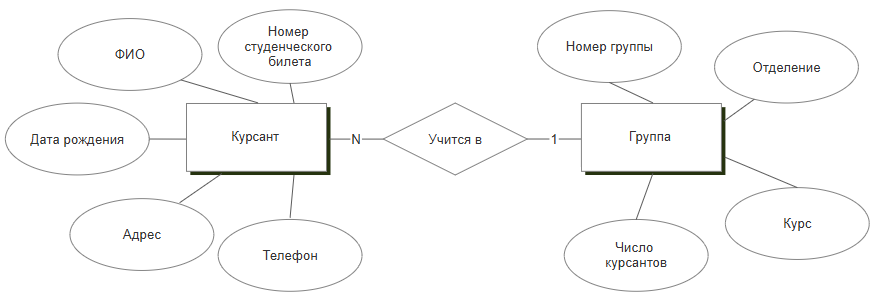 ФИО
Номер
студенческого
билета
Номер группы
Отделение
Дата рождения
Курсант
N
Учится в
1
Группа
Адрес
Телефон
Число
курсантов
Курс